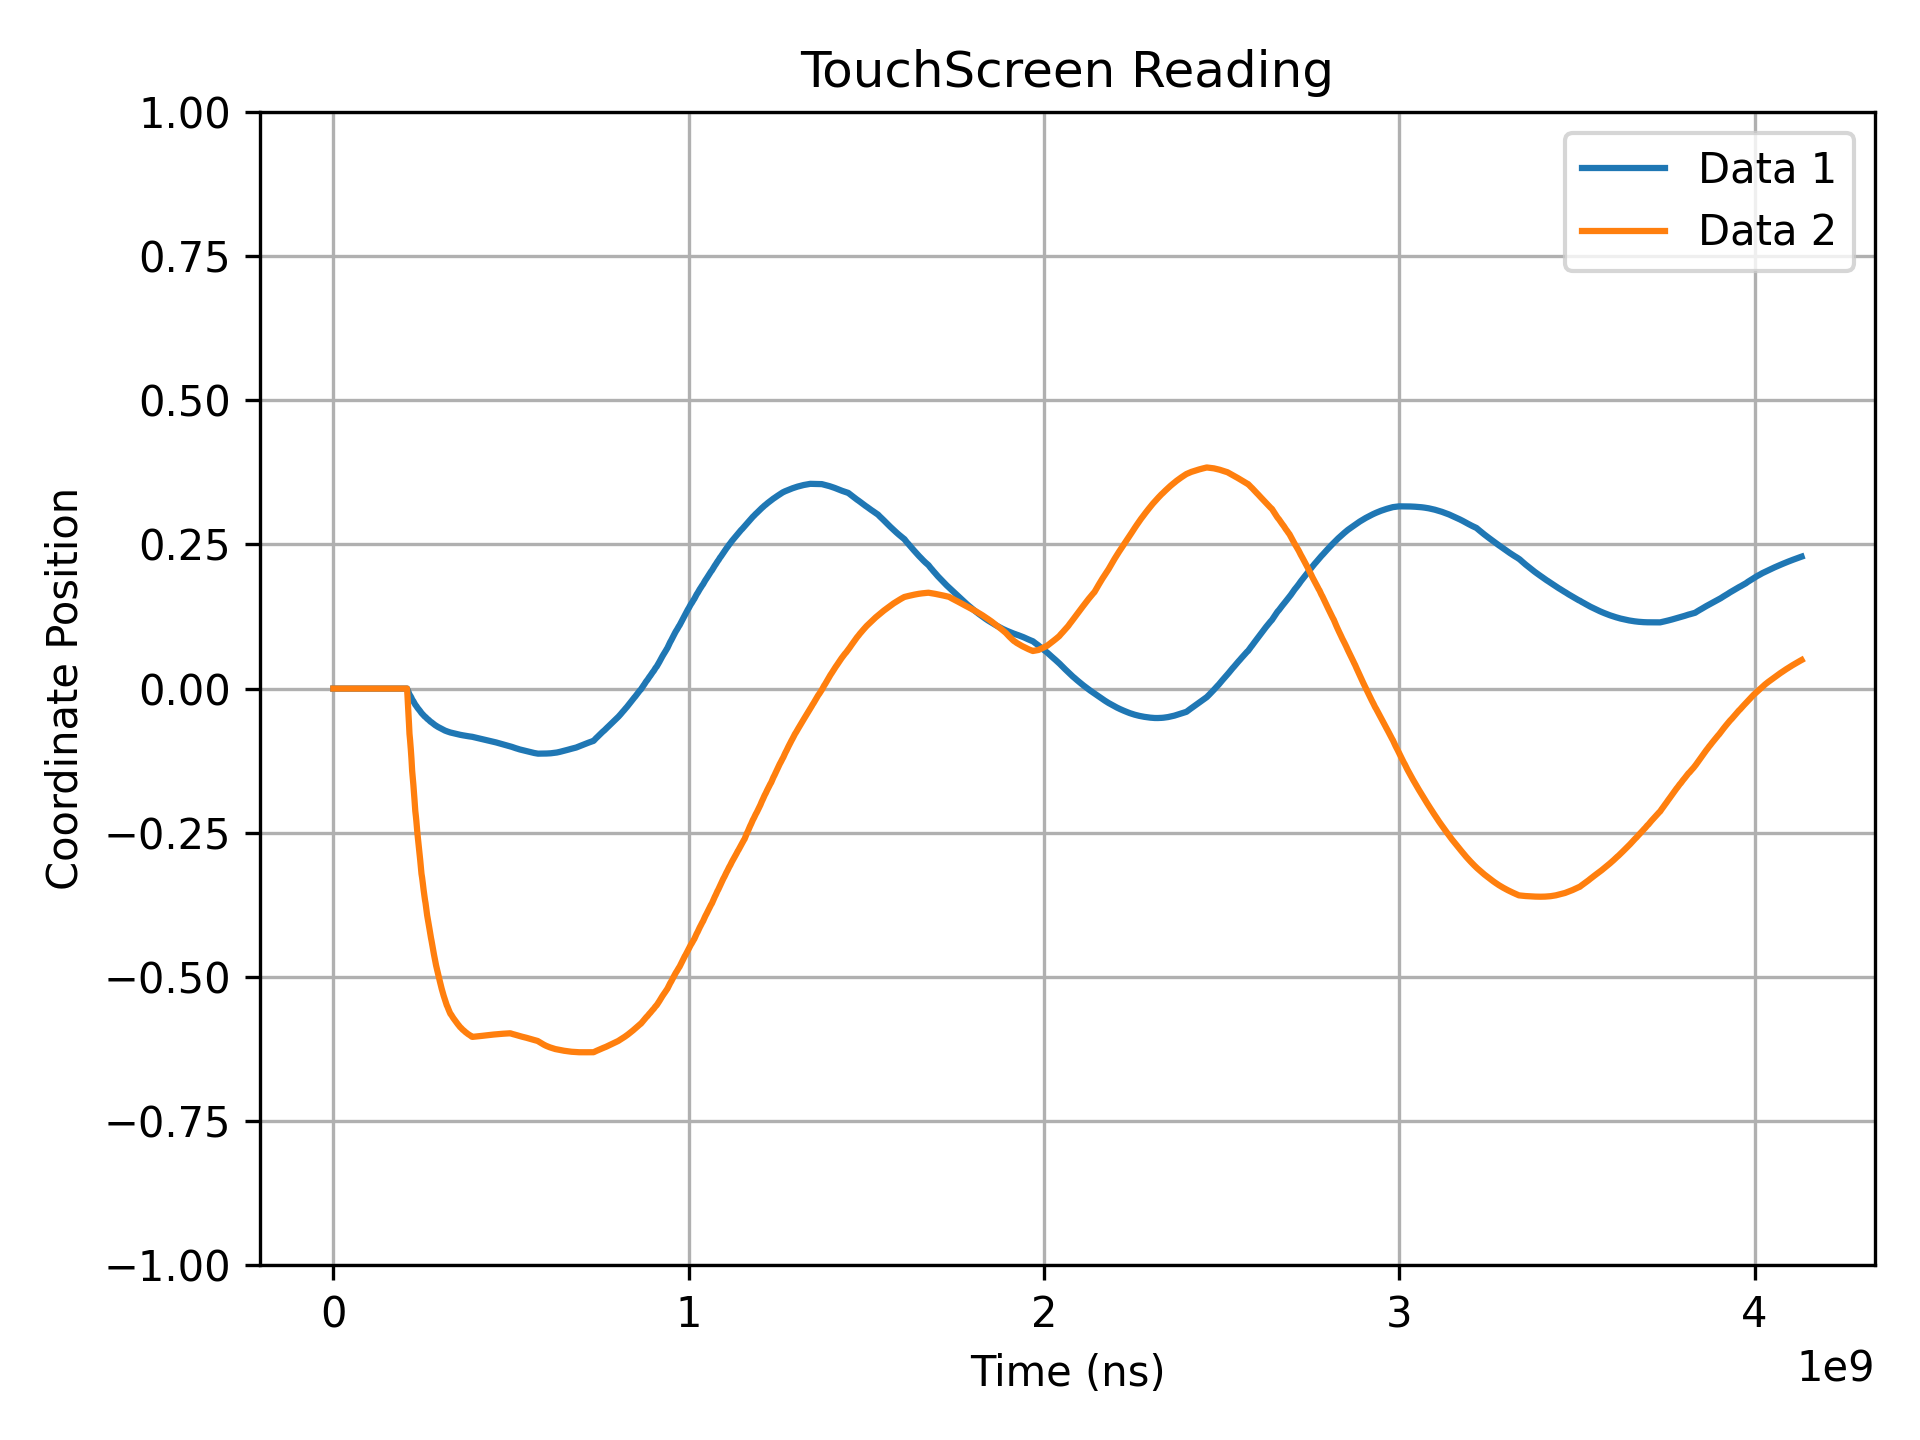 TouchScreen Reading
1.00
0.75
0.50
0.25
0.00
−0.25
−0.50
−0.75
−1.00
Coordinate Position
Data 1
Data 2
0 1 2 3 4
1e9
Time (ns)